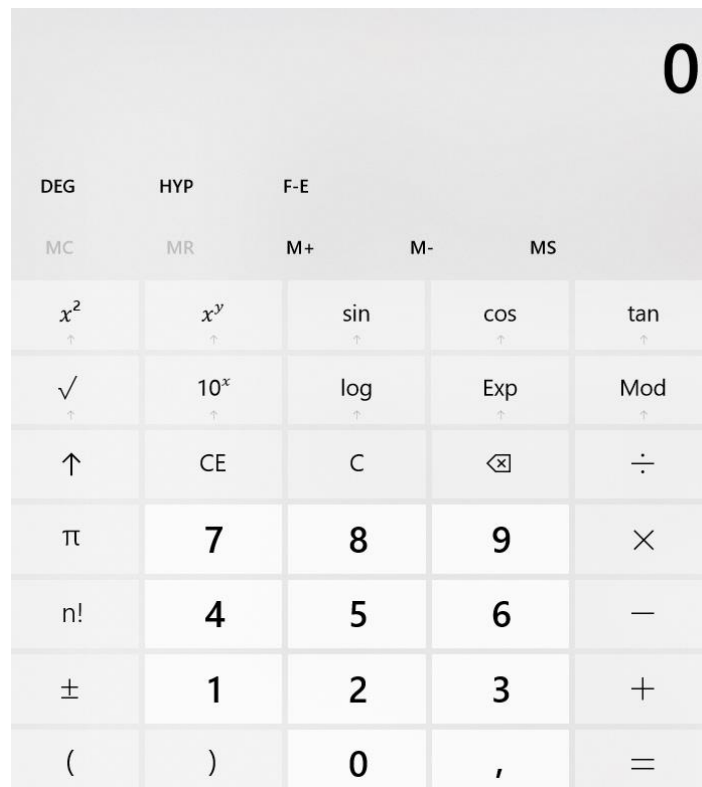 0
DEG HYP F-E
MC MR M+ M- MS
x² xʸ sin cos tan
√ 10ˣ log Exp Mod
↑ CE C ⌫ ÷
π 7 8 9 ×
n! 4 5 6 −
± 1 2 3 +
( ) 0 , =